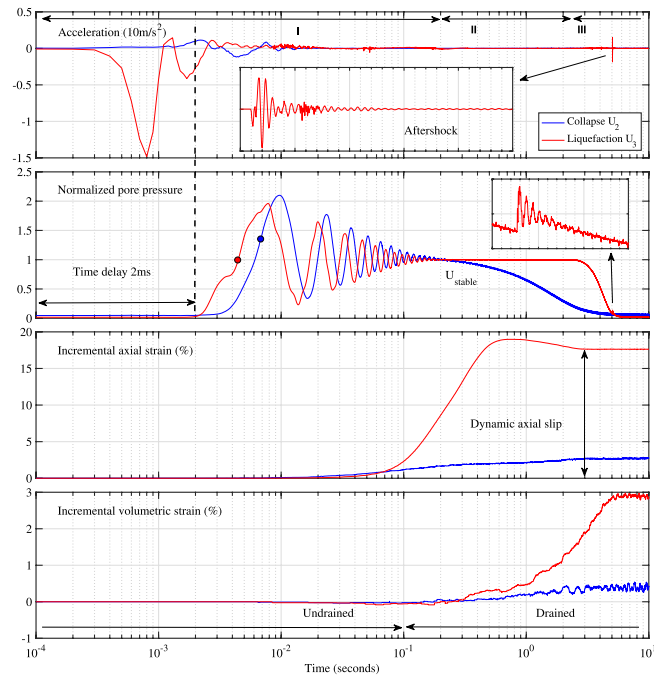 0.5
Acceleration (10m/s²)
I
II
III
0
-0.5
-1
-1.5
Aftershock
Collapse U₂
Liquefaction U₃
2.5
Normalized pore pressure
2
1.5
1
0.5
0
Time delay 2ms
U_stable
20
Incremental axial strain (%)
15
10
5
0
Dynamic axial slip
3
Incremental volumetric strain (%)
2
1
0
-1
Undrained
Drained
10⁻⁴
10⁻³
10⁻²
10⁻¹
10⁰
10¹
Time (seconds)